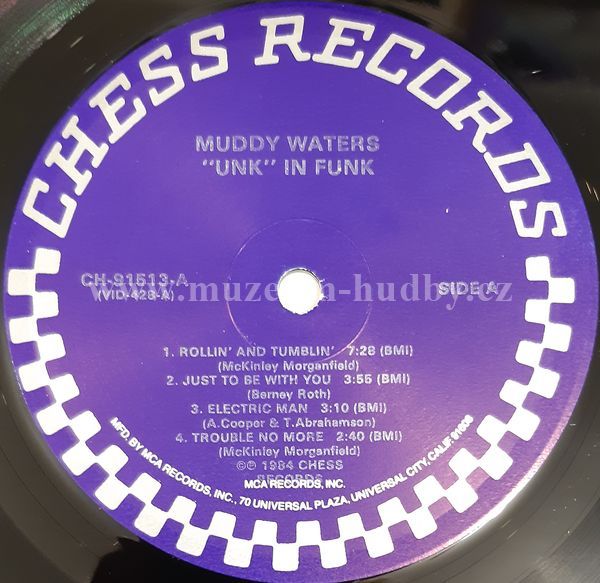 CHESS RECORDS
MUDDY WATERS
"UNK" IN FUNK
CH-91513-A
(VID-428-A)
SIDE A
www.muzeum-hudby.cz
1. ROLLIN' AND TUMBLIN' 7:28 (BMI)
(McKinley Morganfield)
2. JUST TO BE WITH YOU 3:55 (BMI)
(Berney Roth)
3. ELECTRIC MAN 3:10 (BMI)
(A. Cooper & T. Abrahamson)
4. TROUBLE NO MORE 2:40 (BMI)
(McKinley Morganfield)
©℗ 1984 CHESS
RECORDS
MCA RECORDS, INC.
MFD. BY MCA RECORDS, INC., 70 UNIVERSAL PLAZA, UNIVERSAL CITY, CALIF. 91608